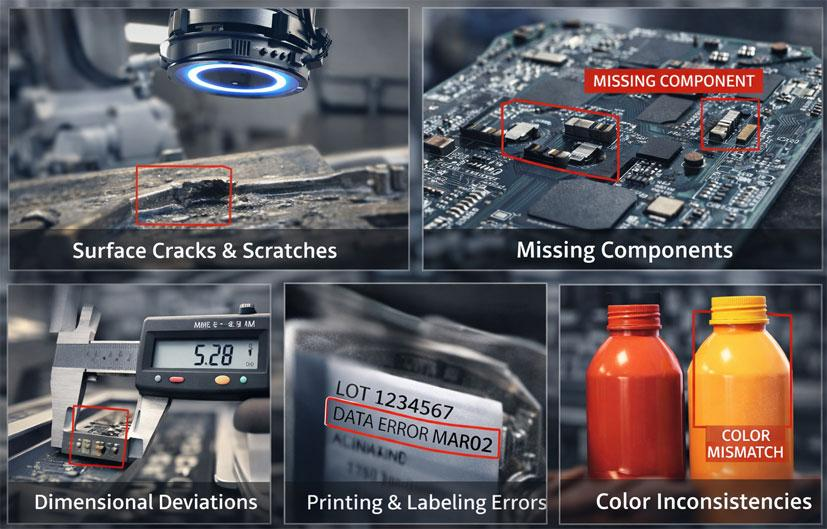 Surface Cracks & Scratches
MISSING COMPONENT
Missing Components
5.28
Dimensional Deviations
LOT 1234567
DATA ERROR MAR02
Printing & Labeling Errors
COLOR
MISMATCH
Color Inconsistencies